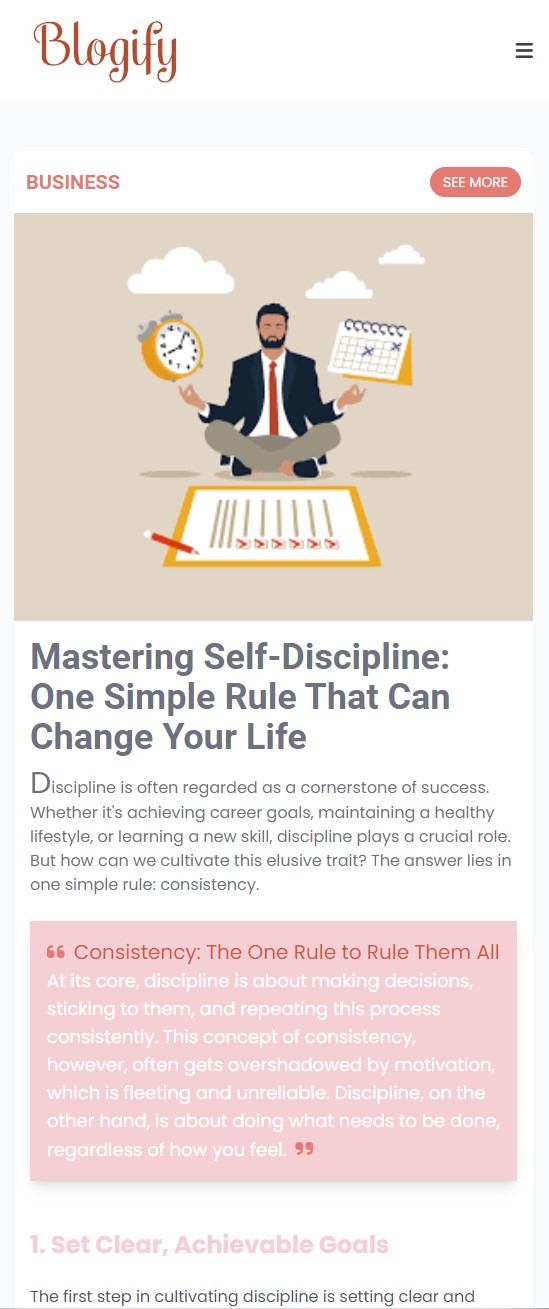 Blogify
BUSINESS
SEE MORE
Mastering Self-Discipline:
One Simple Rule That Can
Change Your Life
Discipline is often regarded as a cornerstone of success.
Whether it's achieving career goals, maintaining a healthy
lifestyle, or learning a new skill, discipline plays a crucial role.
But how can we cultivate this elusive trait? The answer lies in
one simple rule: consistency.
❝ Consistency: The One Rule to Rule Them All
At its core, discipline is about making decisions,
sticking to them, and repeating this process
consistently. This concept of consistency,
however, often gets overshadowed by motivation,
which is fleeting and unreliable. Discipline, on the
other hand, is about doing what needs to be done,
regardless of how you feel. ❞
1. Set Clear, Achievable Goals
The first step in cultivating discipline is setting clear and